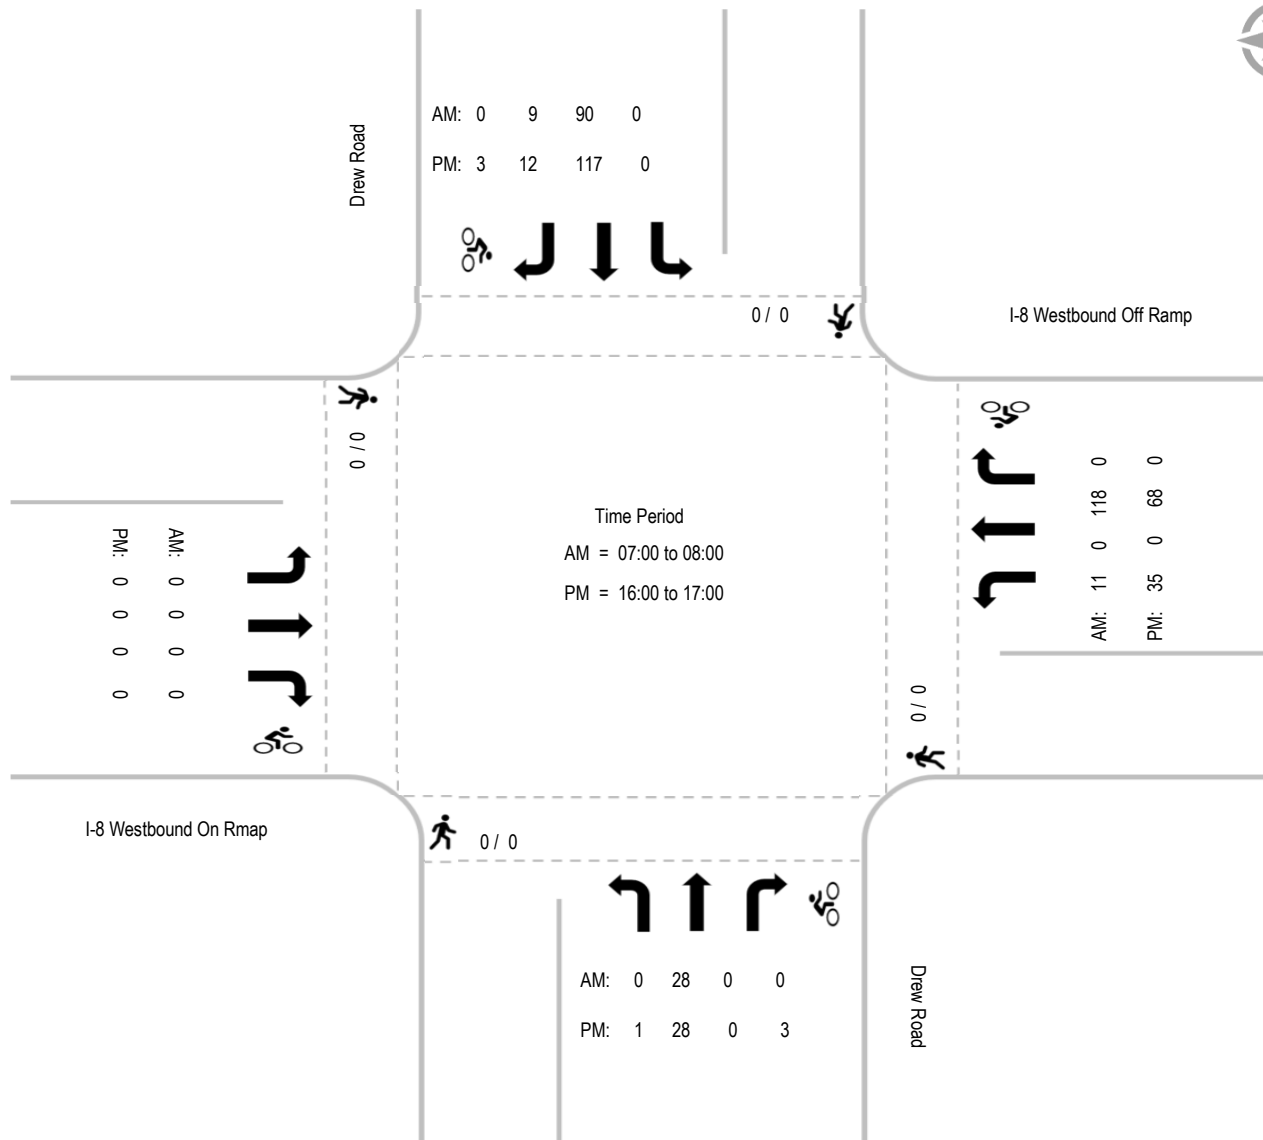 Drew Road
AM: 0 9 90 0
PM: 3 12 117 0
0 / 0
I-8 Westbound Off Ramp
0 / 0
PM: 0 0 0 0
AM: 0 0 0 0
Time Period
AM = 07:00 to 08:00
PM = 16:00 to 17:00
AM: 11 0 118 0
PM: 35 0 68 0
0 / 0
I-8 Westbound On Rmap
0 / 0
AM: 0 28 0 0
PM: 1 28 0 3
Drew Road